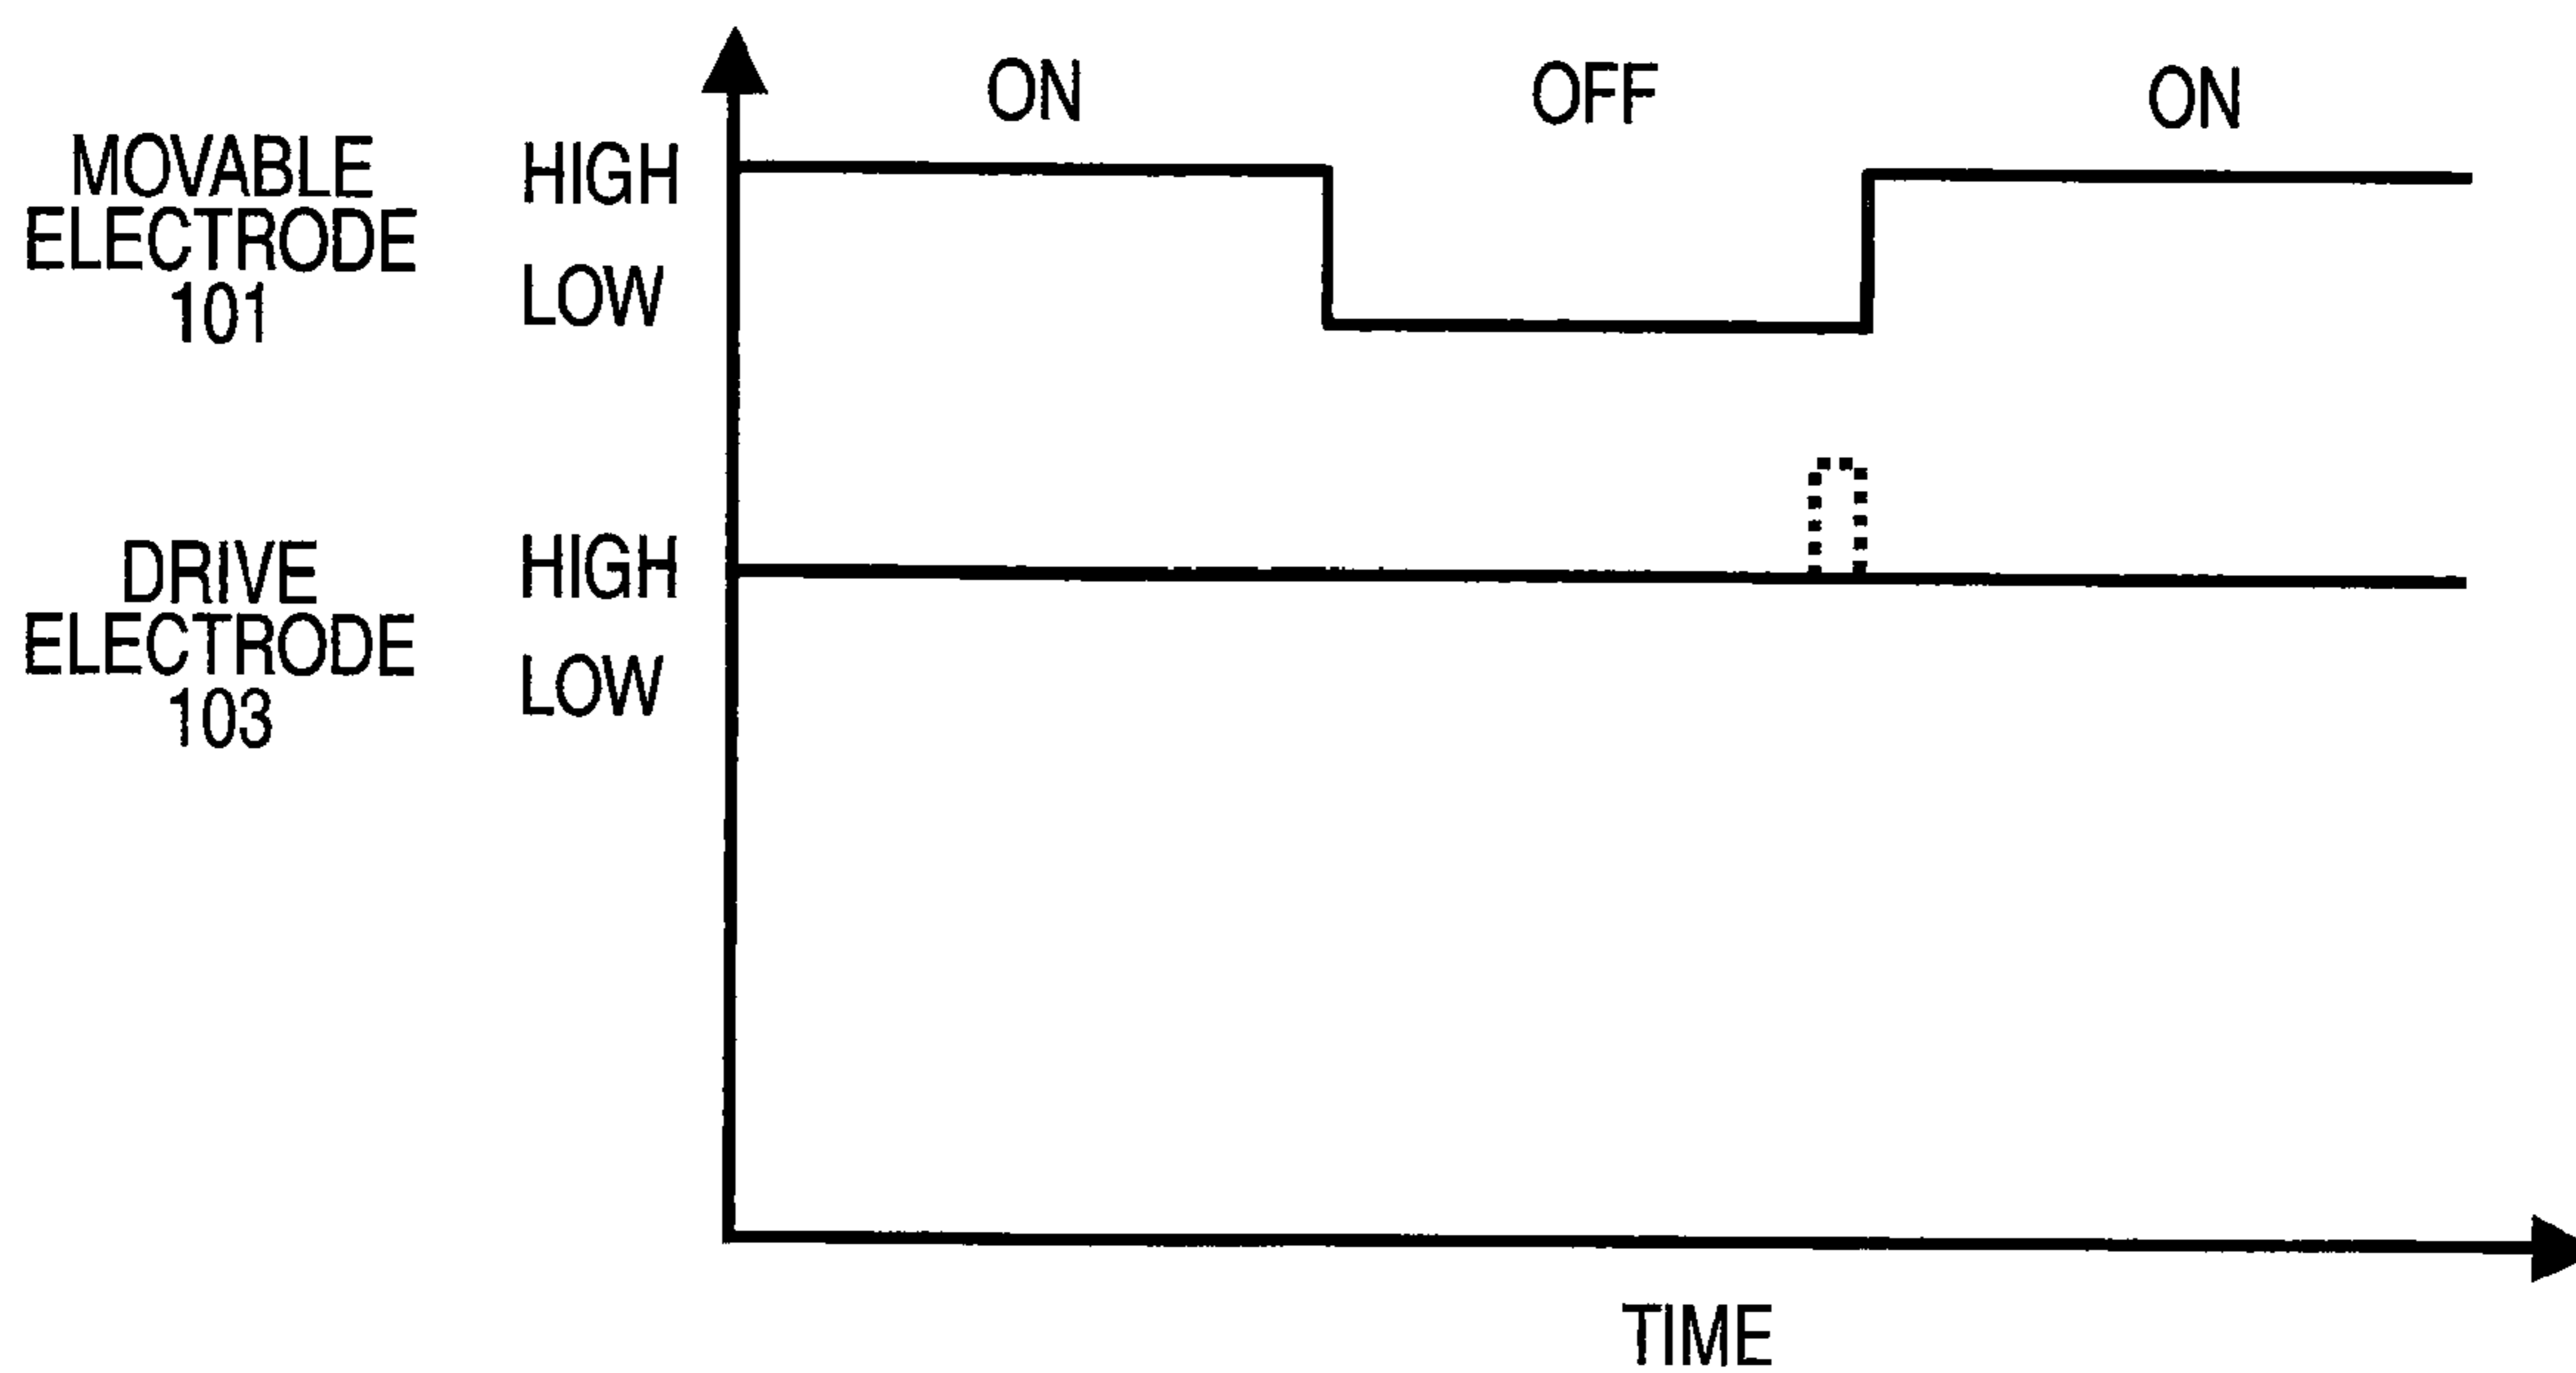 ON
OFF
ON
MOVABLE
ELECTRODE
101
HIGH
LOW
DRIVE
ELECTRODE
103
HIGH
LOW
TIME